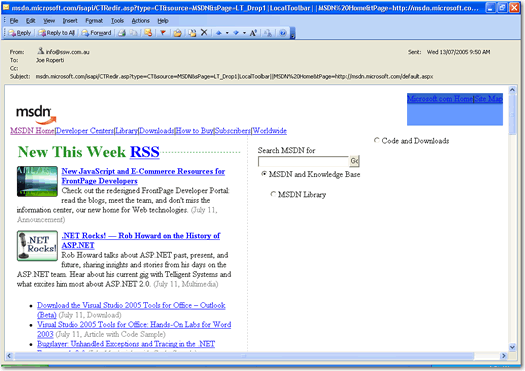 msdn.microsoft.com/isapi/CTRedir.asp?type=CT&source=MSDN&sPage=LT_Drop1|LocalToolbar||MSDN%20Home&tPage=http://msdn.microsoft.co...
File Edit View Insert Format Tools Actions Help
Reply Reply to All Forward
From: info@ssw.com.au Sent: Wed 13/07/2005 9:50 AM
To: Joe Roperti
Cc:
Subject: msdn.microsoft.com/isapi/CTRedir.asp?type=CT&source=MSDN&sPage=LT_Drop1|LocalToolbar||MSDN%20Home&tPage=http://msdn.microsoft.com/default.aspx
Microsoft.com Home|Site Map
msdn
MSDN Home|Developer Centers|Library|Downloads|How to Buy|Subscribers|Worldwide
New This Week RSS
New JavaScript and E-Commerce Resources for
FrontPage Developers
Check out the redesigned FrontPage Developer Portal:
read the blogs, meet the team, and don't miss the
information center, our new home for Web technologies. (July 11,
Announcement)
.NET Rocks!
.NET Rocks! — Rob Howard on the History of
ASP.NET
Rob Howard talks about ASP.NET past, present, and
future, sharing insights and stories from his days on the
ASP.NET team. Hear about his current gig with Telligent Systems and
what excites him most about ASP.NET 2.0. (July 11, Multimedia)
Download the Visual Studio 2005 Tools for Office – Outlook
(Beta) (July 11, Download)
Visual Studio 2005 Tools for Office: Hands-On Labs for Word
2003 (July 11, Article with Code Sample)
Bugslayer: Unhandled Exceptions and Tracing in the .NET
Search MSDN for
Go
MSDN and Knowledge Base
MSDN Library
Code and Downloads